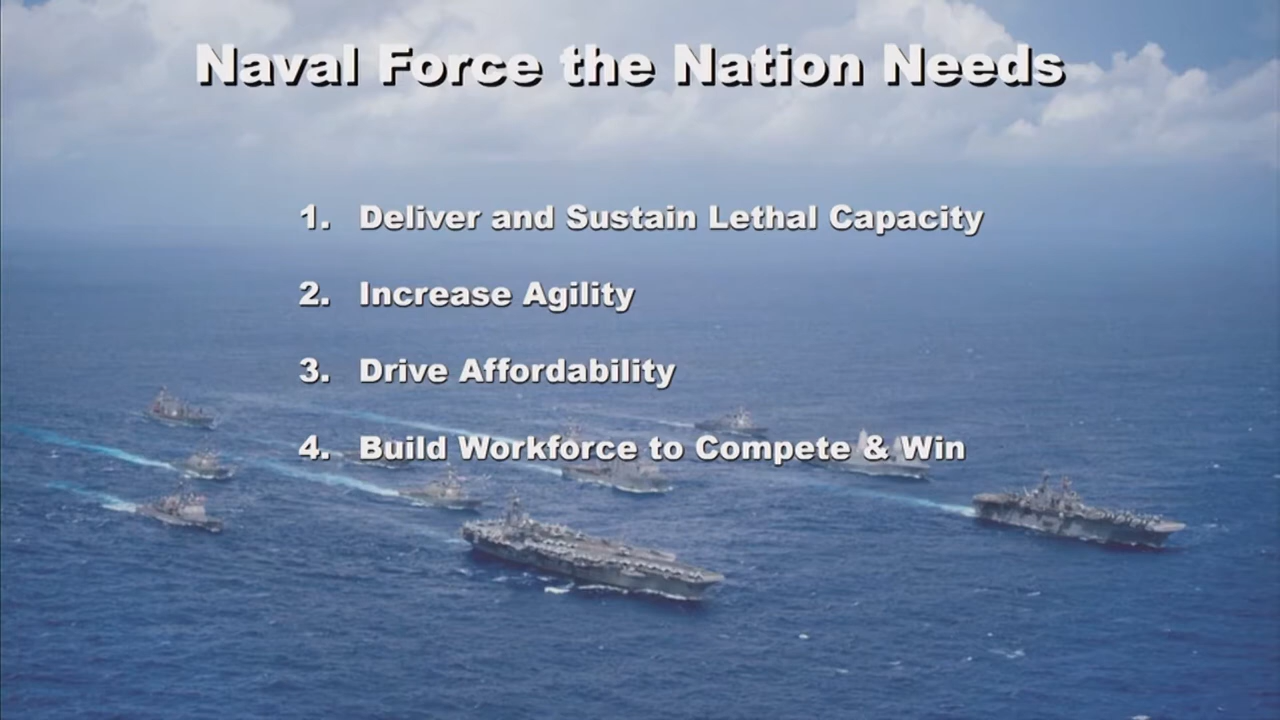 Naval Force the Nation Needs
1. Deliver and Sustain Lethal Capacity
2. Increase Agility
3. Drive Affordability
4. Build Workforce to Compete & Win